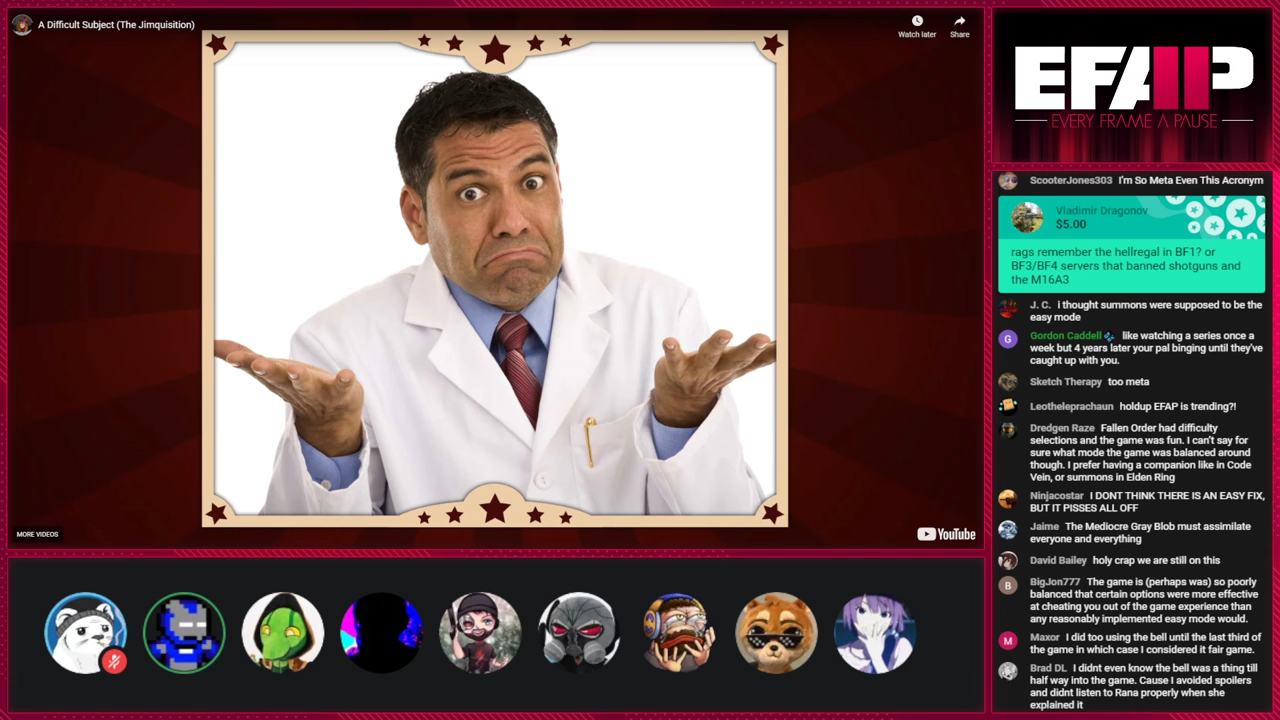 A Difficult Subject (The Jimquisition)
Watch later
Share
MORE VIDEOS
YouTube
EFAP
EVERY FRAME A PAUSE
ScooterJones303 I'm So Meta Even This Acronym
Vladimir Dragonov
$5.00
rags remember the hellregal in BF1? or
BF3/BF4 servers that banned shotguns and
the M16A3
J. C. i thought summons were supposed to be the
easy mode
G
Gordon Caddell like watching a series once a
week but 4 years later your pal binging until they've
caught up with you.
Sketch Therapy too meta
Leotheleprachaun holdup EFAP is trending?!
Dredgen Raze Fallen Order had difficulty
selections and the game was fun. I can't say for
sure what mode the game was balanced around
though. I prefer having a companion like in Code
Vein, or summons in Elden Ring
Ninjacostar I DONT THINK THERE IS AN EASY FIX,
BUT IT PISSES ALL OFF
Jaime The Mediocre Gray Blob must assimilate
everyone and everything
David Bailey holy crap we are still on this
B
BigJon777 The game is (perhaps was) so poorly
balanced that certain options were more effective
at cheating you out of the game experience than
any reasonably implemented easy mode would.
M
Maxor I did too using the bell until the last third of
the game in which case I considered it fair game.
Brad DL I didnt even know the bell was a thing till
half way into the game. Cause I avoided spoilers
and didnt listen to Rana properly when she
explained it